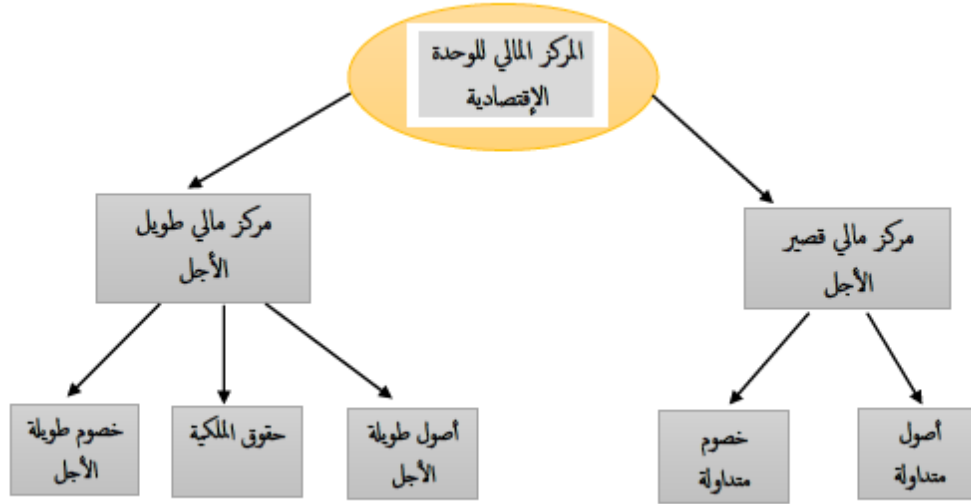 المركز المالي للوحدة
الإقتصادية
مركز مالي قصير
الأجل
مركز مالي طويل
الأجل
أصول
متداولة
خصوم
متداولة
أصول طويلة
الأجل
حقوق الملكية
خصوم طويلة
الأجل